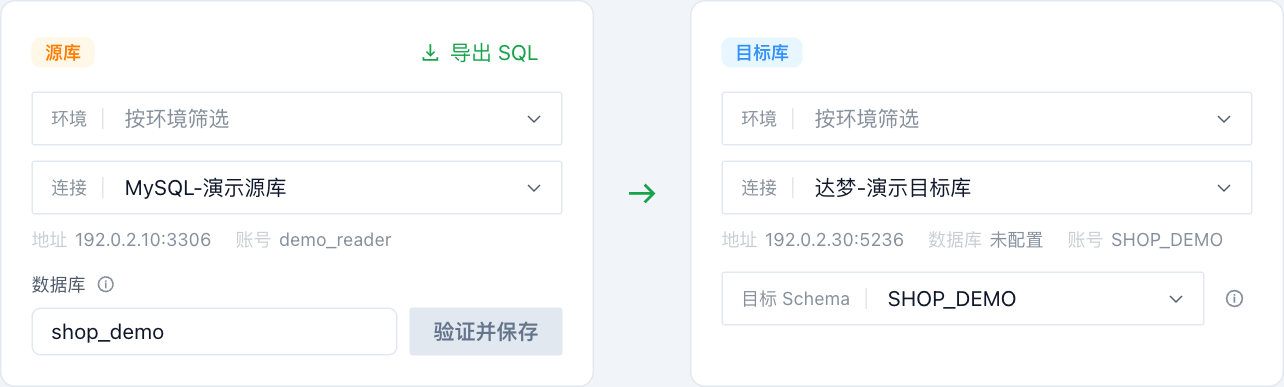 源库
导出 SQL
环境 按环境筛选
连接 MySQL-演示源库
地址 192.0.2.10:3306 账号 demo_reader
数据库
shop_demo
验证并保存
目标库
环境 按环境筛选
连接 达梦-演示目标库
地址 192.0.2.30:5236 数据库 未配置 账号 SHOP_DEMO
目标 Schema SHOP_DEMO